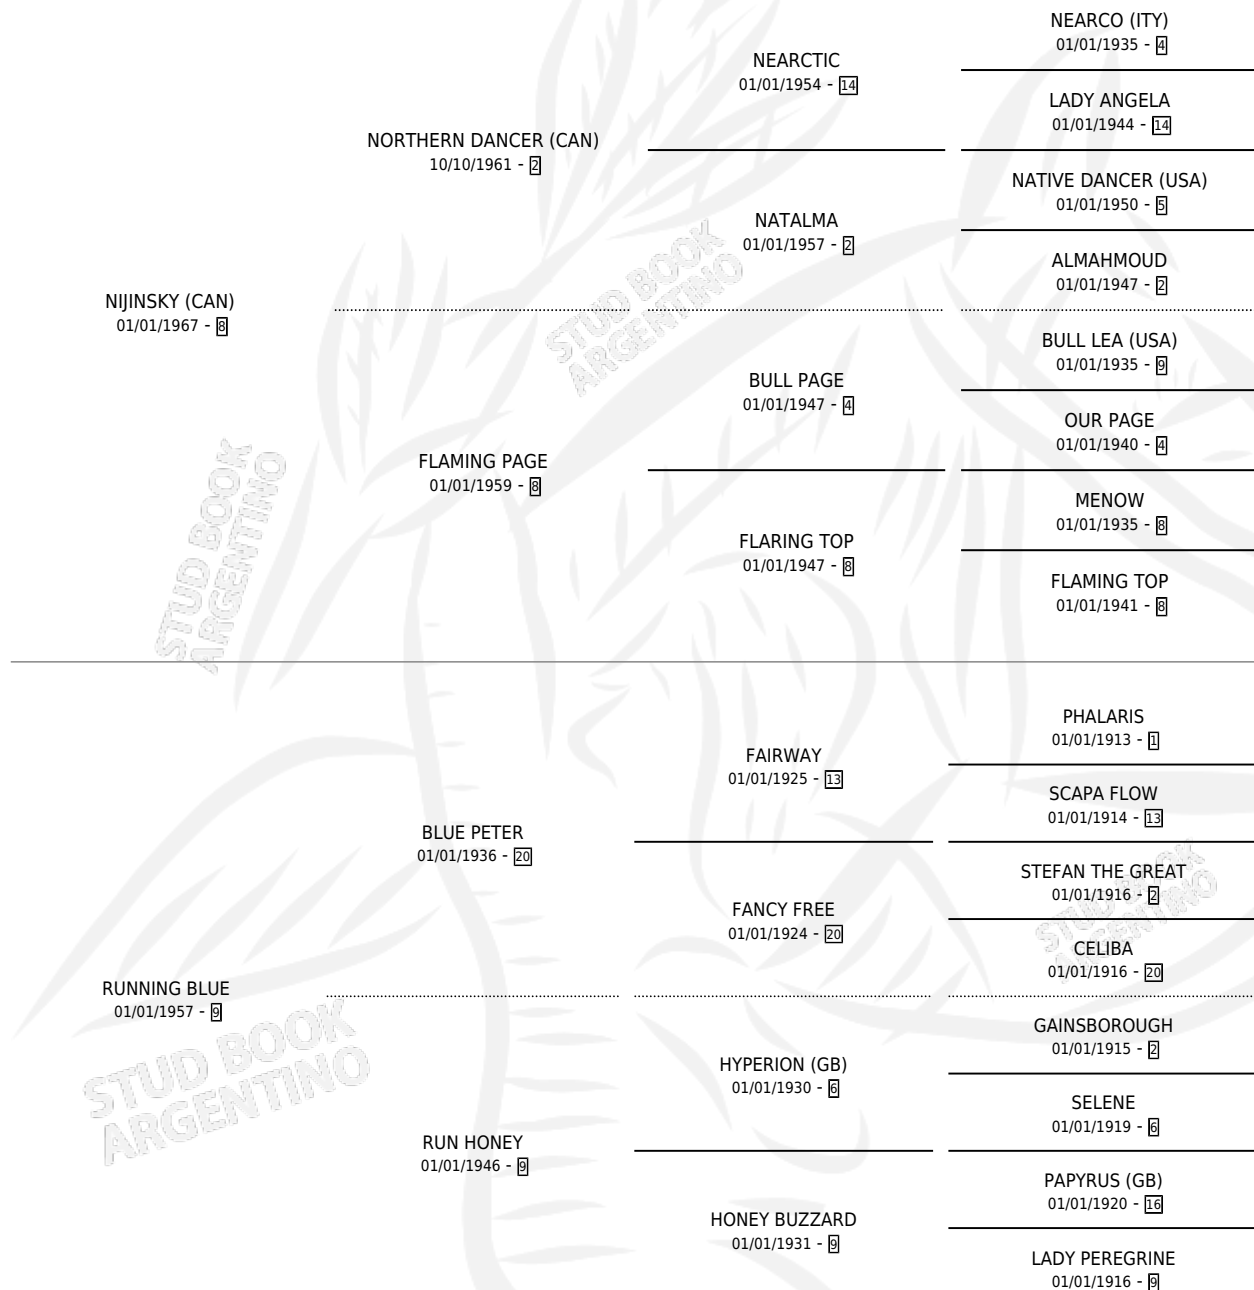 NEARCO (ITY)
01/01/1935 - 4
NEARCTIC
01/01/1954 - 14
LADY ANGELA
01/01/1944 - 14
NORTHERN DANCER (CAN)
10/10/1961 - 2
NATIVE DANCER (USA)
01/01/1950 - 5
NATALMA
01/01/1957 - 2
ALMAHMOUD
01/01/1947 - 2
NIJINSKY (CAN)
01/01/1967 - 8
STUD BOOK
ARGENTINO
BULL LEA (USA)
01/01/1935 - 9
BULL PAGE
01/01/1947 - 4
OUR PAGE
01/01/1940 - 4
FLAMING PAGE
01/01/1959 - 8
STUD BOOK
ARGENTINO
MENOW
01/01/1935 - 8
FLARING TOP
01/01/1947 - 8
FLAMING TOP
01/01/1941 - 8
PHALARIS
01/01/1913 - 1
FAIRWAY
01/01/1925 - 13
SCAPA FLOW
01/01/1914 - 13
BLUE PETER
01/01/1936 - 20
STEFAN THE GREAT
01/01/1916 - 2
STUD BOOK
ARGENTINO
FANCY FREE
01/01/1924 - 20
CELIBA
01/01/1916 - 20
RUNNING BLUE
01/01/1957 - 9
STUD BOOK
ARGENTINO
GAINSBOROUGH
01/01/1915 - 2
HYPERION (GB)
01/01/1930 - 6
SELENE
01/01/1919 - 6
RUN HONEY
01/01/1946 - 9
PAPYRUS (GB)
01/01/1920 - 16
HONEY BUZZARD
01/01/1931 - 9
LADY PEREGRINE
01/01/1916 - 9